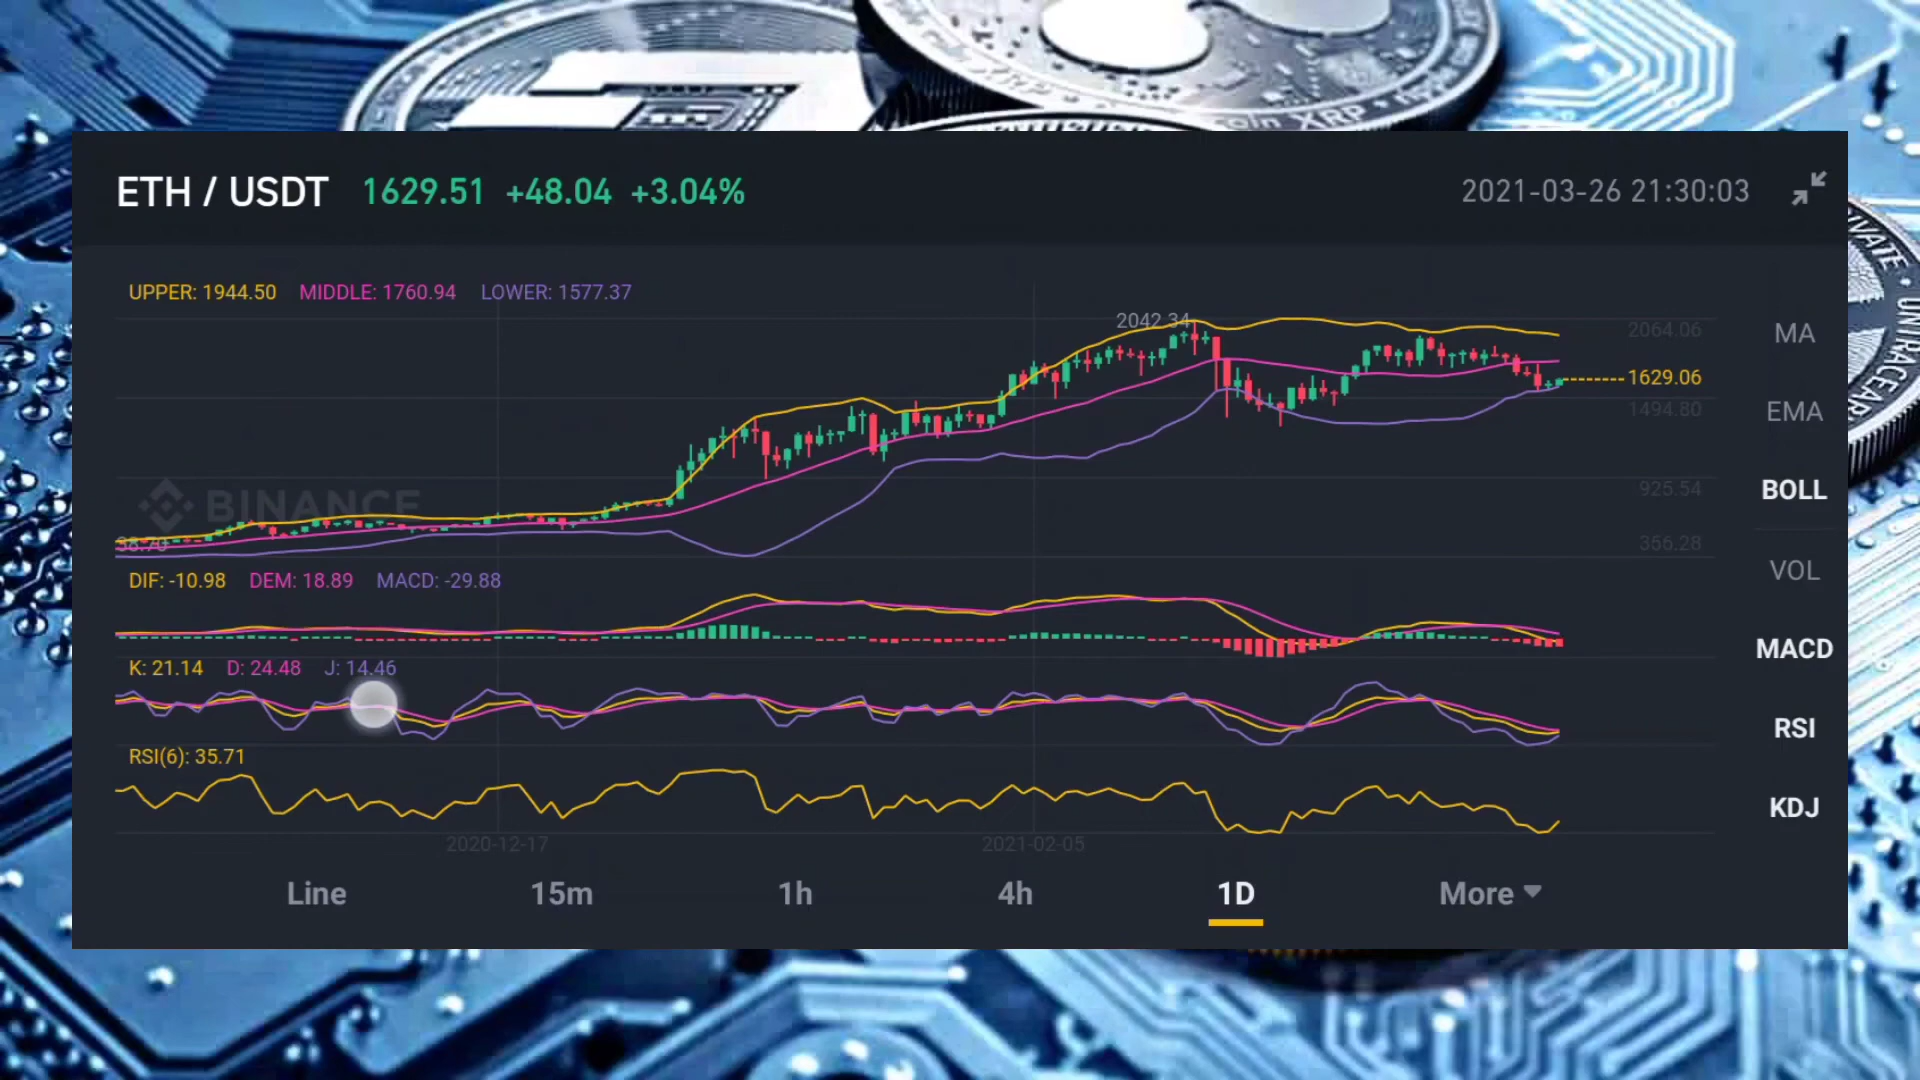 Coin XRP
ETH / USDT 1629.51 +48.04 +3.04% 2021-03-26 21:30:03
UPPER: 1944.50 MIDDLE: 1760.94 LOWER: 1577.37
MA
2042.34
2064.06
1629.06
1494.80
EMA
BOLL
925.54
BINANCE
356.28
VOL
DIF: -10.98 DEM: 18.89 MACD: -29.88
MACD
K: 21.14 D: 24.48 J: 14.46
RSI
RSI(6): 35.71
KDJ
2020-12-17 2021-02-05
Line 15m 1h 4h 1D More